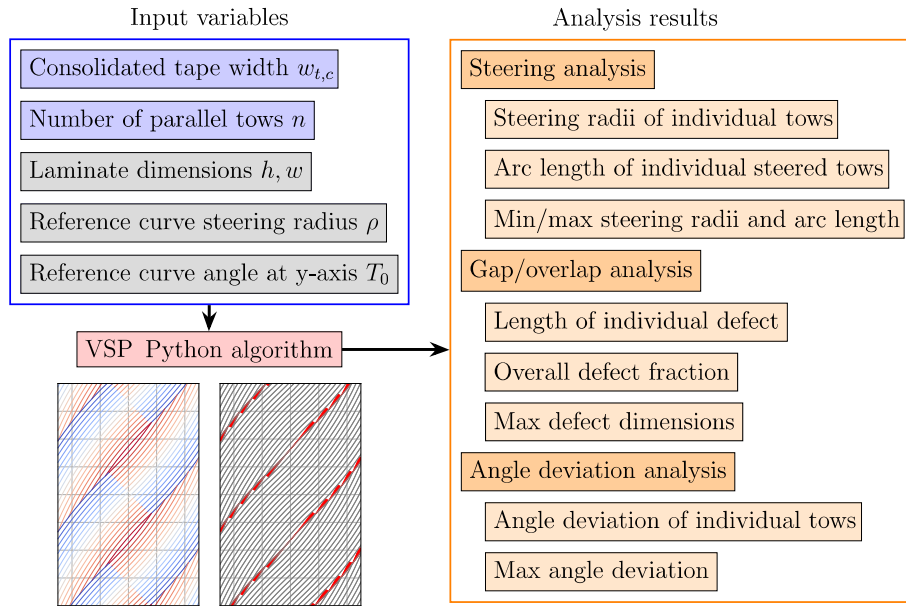 Input variables
Consolidated tape width w_{t,c}
Number of parallel tows n
Laminate dimensions h, w
Reference curve steering radius ρ
Reference curve angle at y-axis T_0
VSP Python algorithm
Analysis results
Steering analysis
Steering radii of individual tows
Arc length of individual steered tows
Min/max steering radii and arc length
Gap/overlap analysis
Length of individual defect
Overall defect fraction
Max defect dimensions
Angle deviation analysis
Angle deviation of individual tows
Max angle deviation